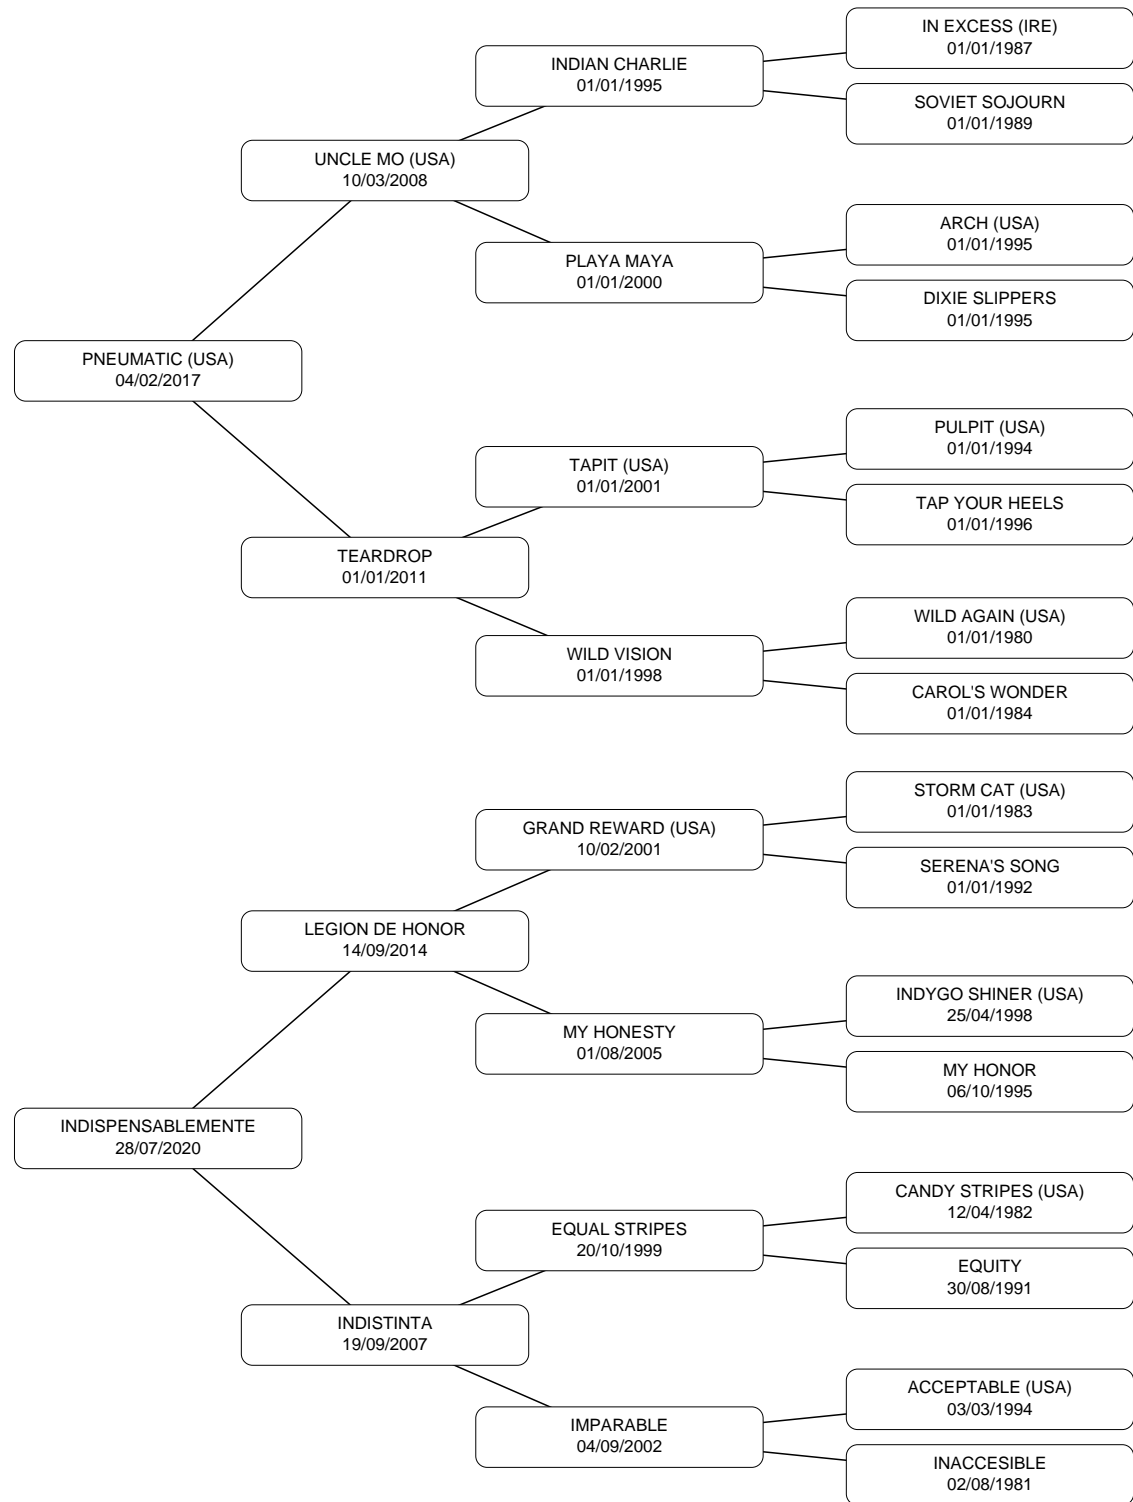 IN EXCESS (IRE)
01/01/1987
INDIAN CHARLIE
01/01/1995
SOVIET SOJOURN
01/01/1989
UNCLE MO (USA)
10/03/2008
ARCH (USA)
01/01/1995
PLAYA MAYA
01/01/2000
DIXIE SLIPPERS
01/01/1995
PNEUMATIC (USA)
04/02/2017
PULPIT (USA)
01/01/1994
TAPIT (USA)
01/01/2001
TAP YOUR HEELS
01/01/1996
TEARDROP
01/01/2011
WILD AGAIN (USA)
01/01/1980
WILD VISION
01/01/1998
CAROL'S WONDER
01/01/1984
STORM CAT (USA)
01/01/1983
GRAND REWARD (USA)
10/02/2001
SERENA'S SONG
01/01/1992
LEGION DE HONOR
14/09/2014
INDYGO SHINER (USA)
25/04/1998
MY HONESTY
01/08/2005
MY HONOR
06/10/1995
INDISPENSABLEMENTE
28/07/2020
CANDY STRIPES (USA)
12/04/1982
EQUAL STRIPES
20/10/1999
EQUITY
30/08/1991
INDISTINTA
19/09/2007
ACCEPTABLE (USA)
03/03/1994
IMPARABLE
04/09/2002
INACCESIBLE
02/08/1981